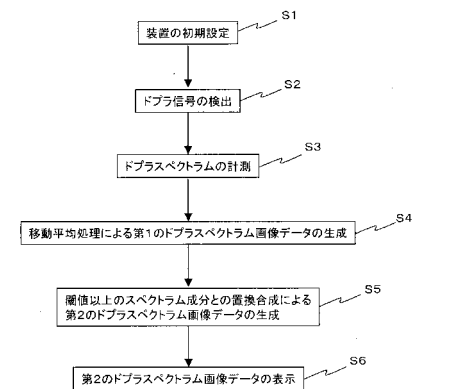 S1
装置の初期設定
S2
ドプラ信号の検出
S3
ドプラスペクトラムの計測
S4
移動平均処理による第1のドプラスペクトラム画像データの生成
S5
閾値以上のスペクトラム成分との置換合成による
第2のドプラスペクトラム画像データの生成
S6
第2のドプラスペクトラム画像データの表示